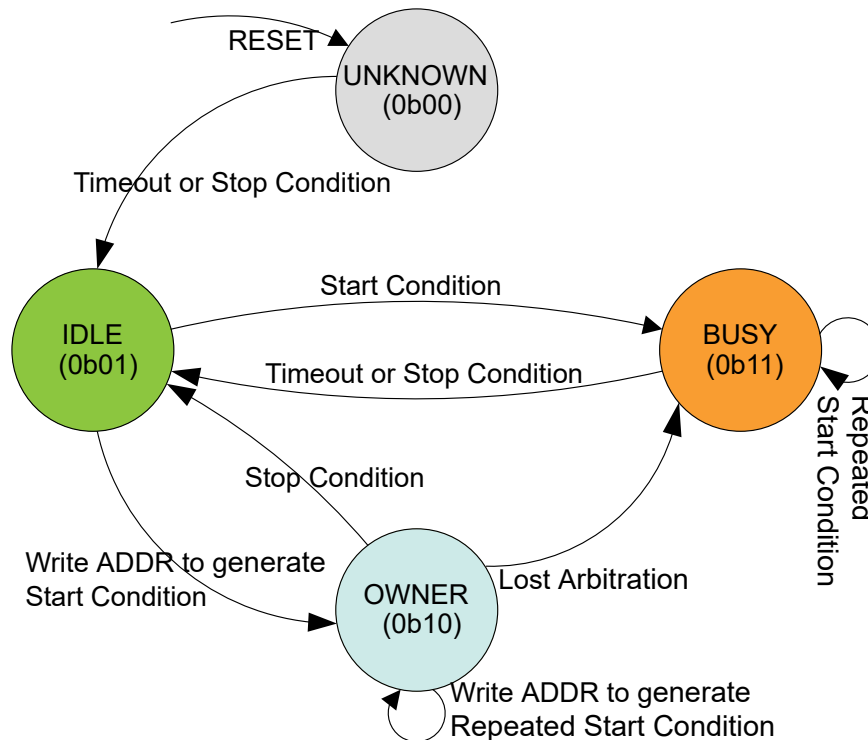 RESET
UNKNOWN
(0b00)
Timeout or Stop Condition
Start Condition
IDLE
(0b01)
BUSY
(0b11)
Timeout or Stop Condition
Repeated
Start Condition
Stop Condition
Write ADDR to generate
Start Condition
Lost Arbitration
OWNER
(0b10)
Write ADDR to generate
Repeated Start Condition